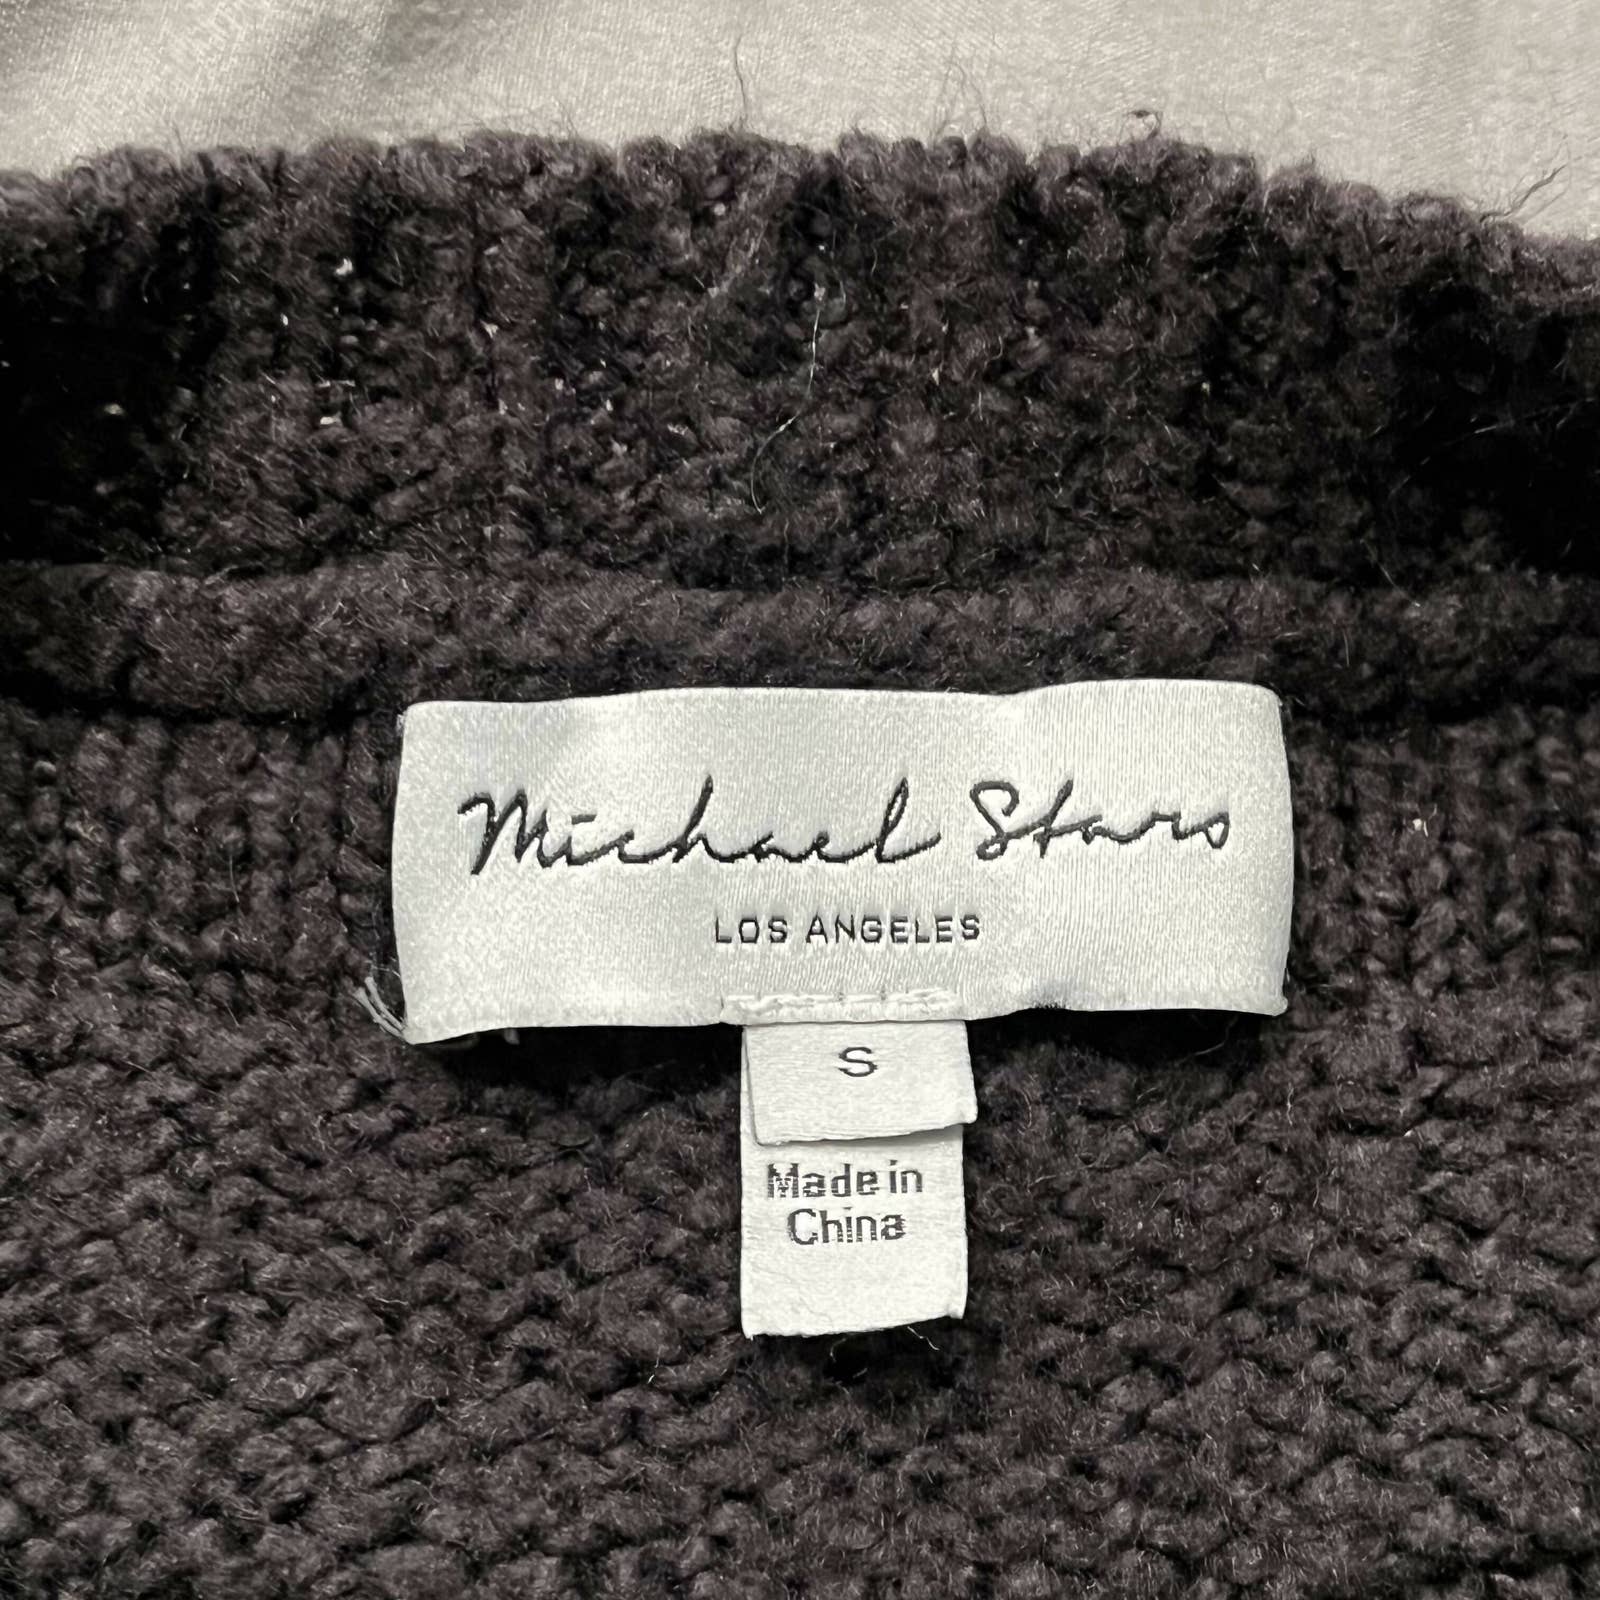 Michael Stars
LOS ANGELES
S
Made in
China